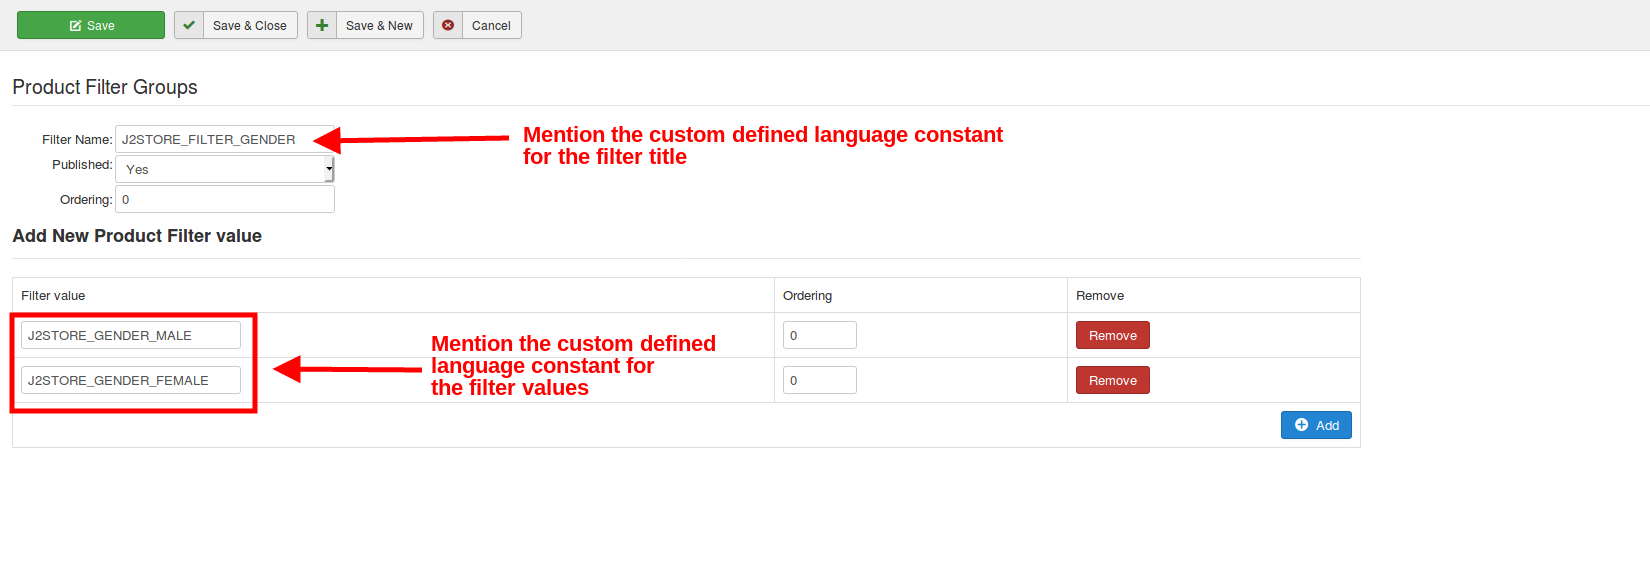 Save Save & Close Save & New Cancel
Product Filter Groups
Filter Name: J2STORE_FILTER_GENDER
Mention the custom defined language constant
for the filter title
Published: Yes
Ordering: 0
Add New Product Filter value
Filter value Ordering Remove
J2STORE_GENDER_MALE 0 Remove
Mention the custom defined
language constant for
the filter values
J2STORE_GENDER_FEMALE 0 Remove
Add